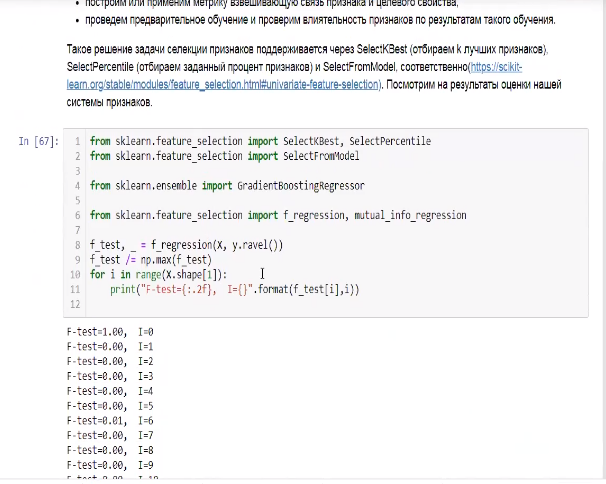 построим или применим метрику взвешивающую связь признака и целевого свойства,
• проведем предварительное обучение и проверим влиятельность признаков по результатам такого обучения.
Такое решение задачи селекции признаков поддерживается через SelectKBest (отбираем k лучших признаков),
SelectPercentile (отбираем заданный процент признаков) и SelectFromModel, соответственно(https://scikit-
learn.org/stable/modules/feature_selection.html#univariate-feature-selection). Посмотрим на результаты оценки нашей
системы признаков.
In [67]:
1 from sklearn.feature_selection import SelectKBest, SelectPercentile
2 from sklearn.feature_selection import SelectFromModel
3
4 from sklearn.ensemble import GradientBoostingRegressor
5
6 from sklearn.feature_selection import f_regression, mutual_info_regression
7
8 f_test, _ = f_regression(X, y.ravel())
9 f_test /= np.max(f_test)
10 for i in range(X.shape[1]):
11 print("F-test={:.2f}, I={}".format(f_test[i],i))
12
F-test=1.00, I=0
F-test=0.00, I=1
F-test=0.00, I=2
F-test=0.00, I=3
F-test=0.00, I=4
F-test=0.00, I=5
F-test=0.01, I=6
F-test=0.00, I=7
F-test=0.00, I=8
F-test=0.00, I=9